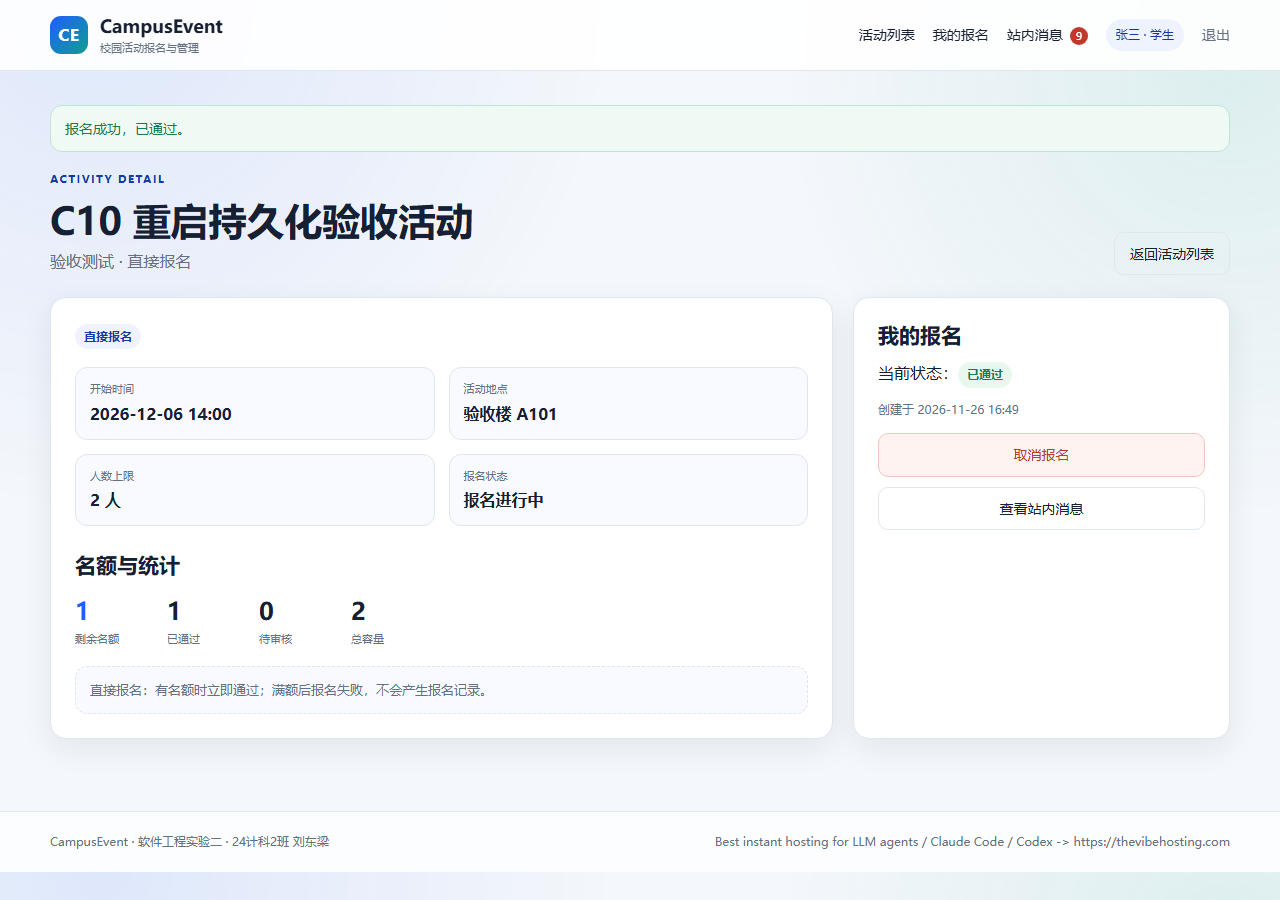 CE
CampusEvent
校园活动报名与管理
活动列表 我的报名 站内消息 9 张三 · 学生 退出
报名成功，已通过。
ACTIVITY DETAIL
C10 重启持久化验收活动
验收测试 · 直接报名
返回活动列表
直接报名
开始时间
2026-12-06 14:00
活动地点
验收楼 A101
人数上限
2 人
报名状态
报名进行中
名额与统计
1 1 0 2
剩余名额 已通过 待审核 总容量
直接报名：有名额时立即通过；满额后报名失败，不会产生报名记录。
我的报名
当前状态： 已通过
创建于 2026-11-26 16:49
取消报名
查看站内消息
CampusEvent · 软件工程实验二 · 24计科2班 刘东梁
Best instant hosting for LLM agents / Claude Code / Codex -> https://thevibehosting.com